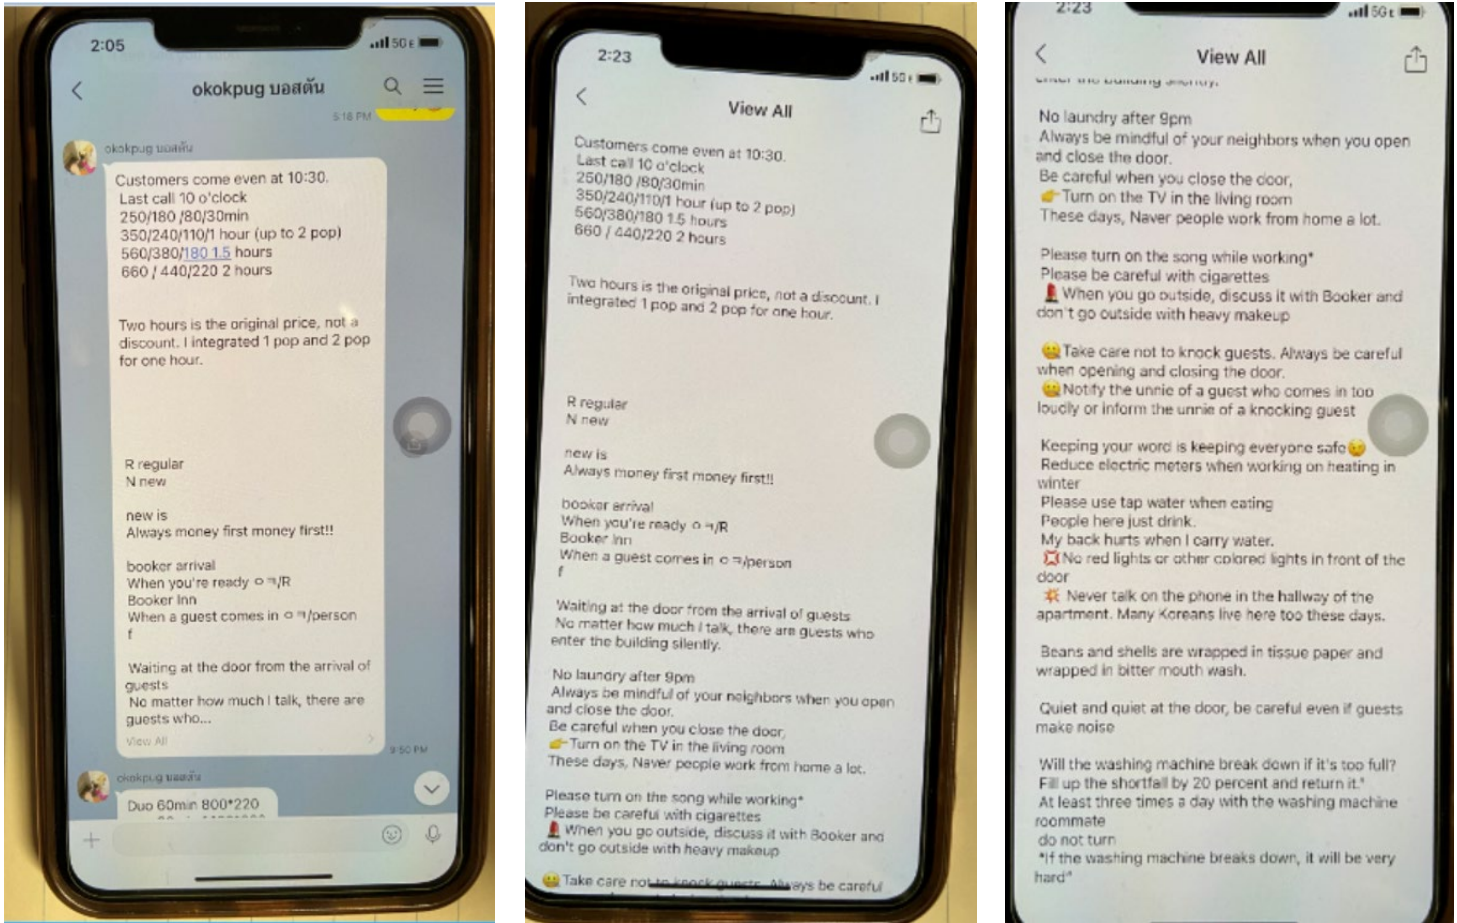 2:05
5G E
okokpug บอสตัน
5:18 PM
okokpug บอสตัน
Customers come even at 10:30.
Last call 10 o'clock
250/180 /80/30min
350/240/110/1 hour (up to 2 pop)
560/380/180 1.5 hours
660 / 440/220 2 hours
Two hours is the original price, not a
discount. I integrated 1 pop and 2 pop
for one hour.
R regular
N new
new is
Always money first money first!!
booker arrival
When you're ready ㅇㅋ/R
Booker Inn
When a guest comes in ㅇㅋ/person
f
Waiting at the door from the arrival of
guests
No matter how much I talk, there are
guests who...
View All
9:50 PM
okokpug บอสตัน
Duo 60min 800*220
2:23
5G E
View All
Customers come even at 10:30.
Last call 10 o'clock
250/180 /80/30min
350/240/110/1 hour (up to 2 pop)
560/380/180 1.5 hours
660 / 440/220 2 hours
Two hours is the original price, not a discount. I
integrated 1 pop and 2 pop for one hour.
R regular
N new
new is
Always money first money first!!
booker arrival
When you're ready ㅇㅋ/R
Booker Inn
When a guest comes in ㅇㅋ/person
f
Waiting at the door from the arrival of guests
No matter how much I talk, there are guests who
enter the building silently.
No laundry after 9pm
Always be mindful of your neighbors when you open
and close the door.
Be careful when you close the door,
👉Turn on the TV in the living room
These days, Naver people work from home a lot.
Please turn on the song while working*
Please be careful with cigarettes
💄When you go outside, discuss it with Booker and
don't go outside with heavy makeup
🤐Take care not to knock guests. Always be careful
2:23
5G E
View All
enter the building silently.
No laundry after 9pm
Always be mindful of your neighbors when you open
and close the door.
Be careful when you close the door,
👉Turn on the TV in the living room
These days, Naver people work from home a lot.
Please turn on the song while working*
Please be careful with cigarettes
💄When you go outside, discuss it with Booker and
don't go outside with heavy makeup
🤐Take care not to knock guests. Always be careful
when opening and closing the door.
🤐Notify the unnie of a guest who comes in too
loudly or inform the unnie of a knocking guest
Keeping your word is keeping everyone safe😉
Reduce electric meters when working on heating in
winter
Please use tap water when eating
People here just drink.
My back hurts when I carry water.
💢No red lights or other colored lights in front of the
door
💥 Never talk on the phone in the hallway of the
apartment. Many Koreans live here too these days.
Beans and shells are wrapped in tissue paper and
wrapped in bitter mouth wash.
Quiet and quiet at the door, be careful even if guests
make noise
Will the washing machine break down if it's too full?
Fill up the shortfall by 20 percent and return it."
At least three times a day with the washing machine
roommate
do not turn
"If the washing machine breaks down, it will be very
hard"